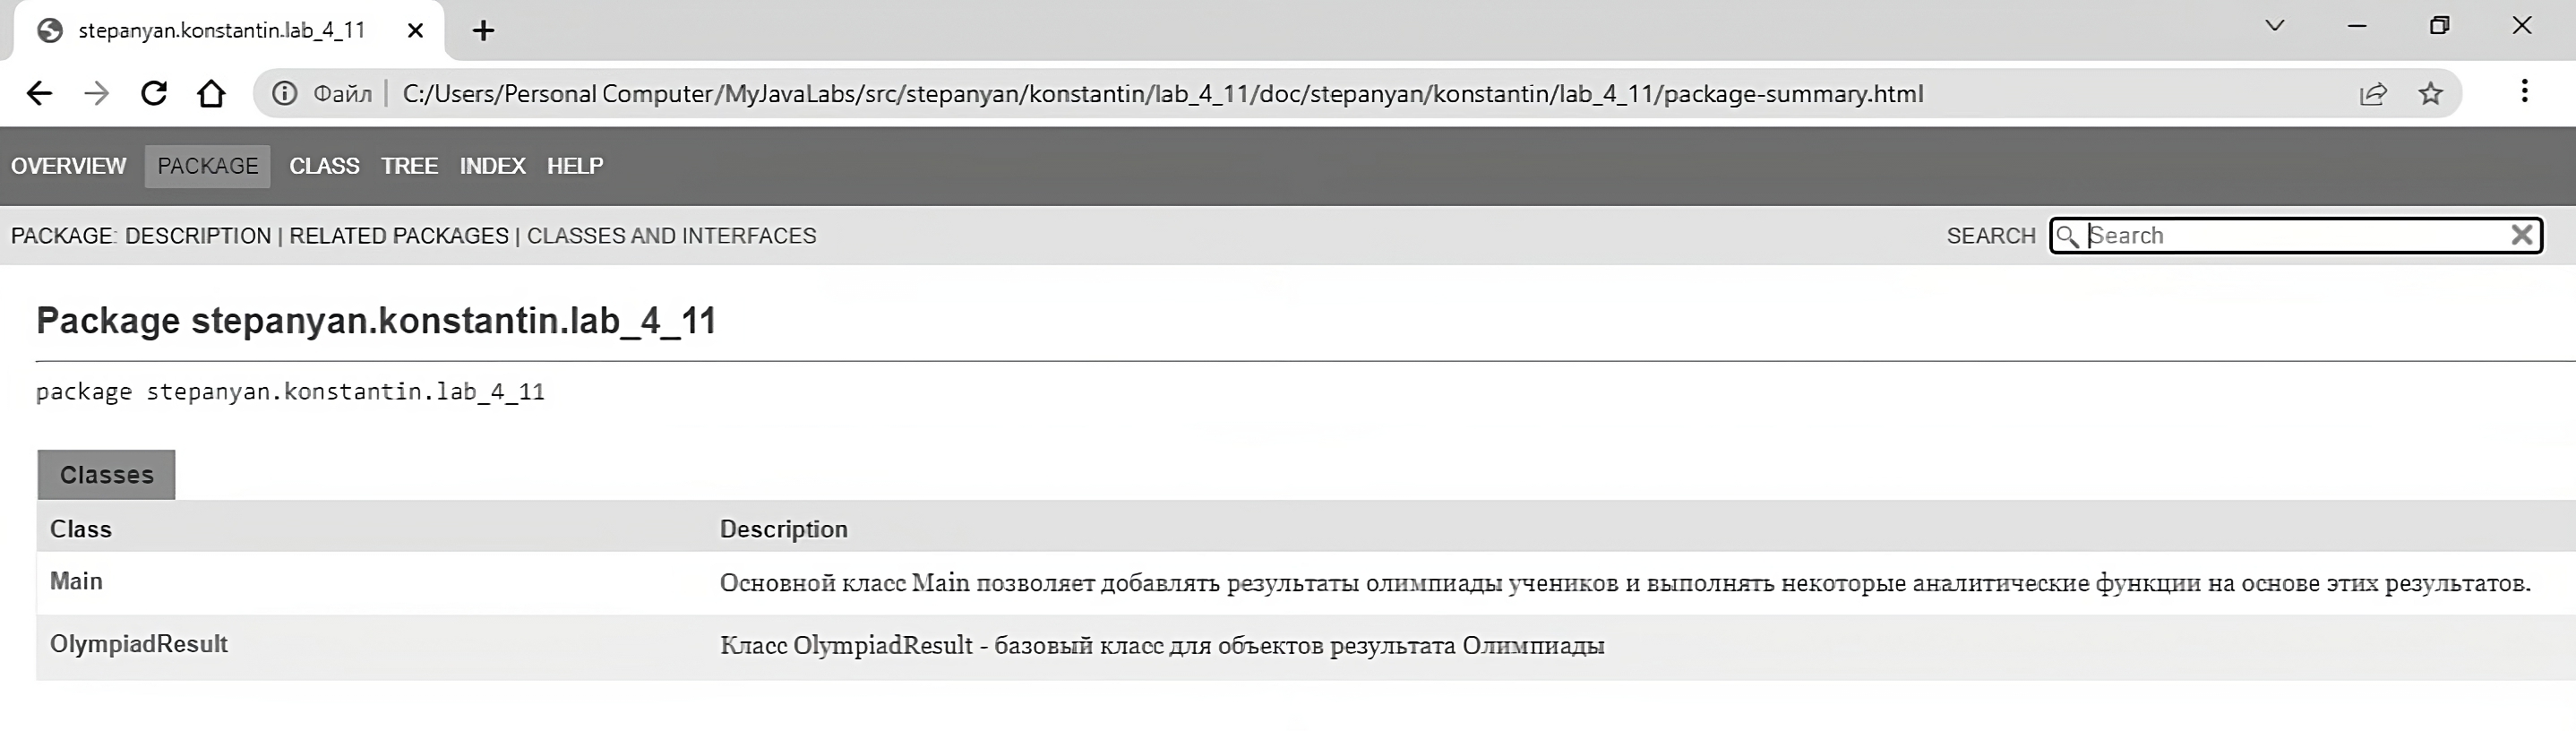 stepanyan.konstantin.lab_4_11
Файл | C:/Users/Personal Computer/MyJavaLabs/src/stepanyan/konstantin/lab_4_11/doc/stepanyan/konstantin/lab_4_11/package-summary.html
OVERVIEW PACKAGE CLASS TREE INDEX HELP
PACKAGE: DESCRIPTION | RELATED PACKAGES | CLASSES AND INTERFACES SEARCH Search
Package stepanyan.konstantin.lab_4_11
package stepanyan.konstantin.lab_4_11
Classes
Class Description
Main Основной класс Main позволяет добавлять результаты олимпиады учеников и выполнять некоторые аналитические функции на основе этих результатов.
OlympiadResult Класс OlympiadResult - базовый класс для объектов результата Олимпиады